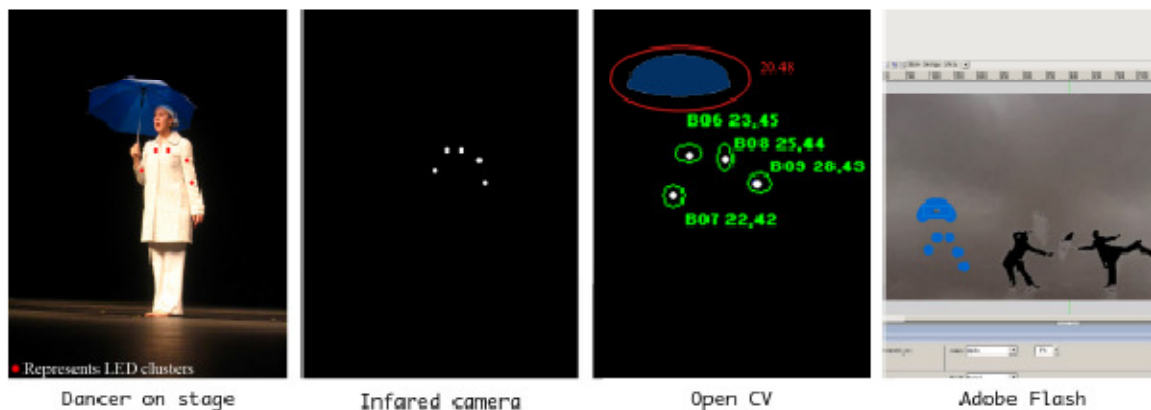 20,48
B06 23,45
B08 25,44
B09 28,43
B07 22,42
Represents LED clusters
Dancer on stage
Infared camera
Open CV
Adobe Flash